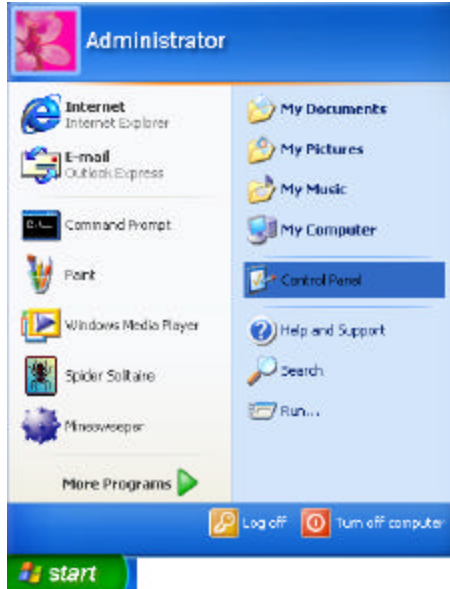 Administrator
Internet
Internet Explorer
E-mail
Outlook Express
Command Prompt
Paint
Windows Media Player
Spider Solitaire
Minesweeper
More Programs
My Documents
My Pictures
My Music
My Computer
Control Panel
Help and Support
Search
Run...
Log off
Turn off computer
start